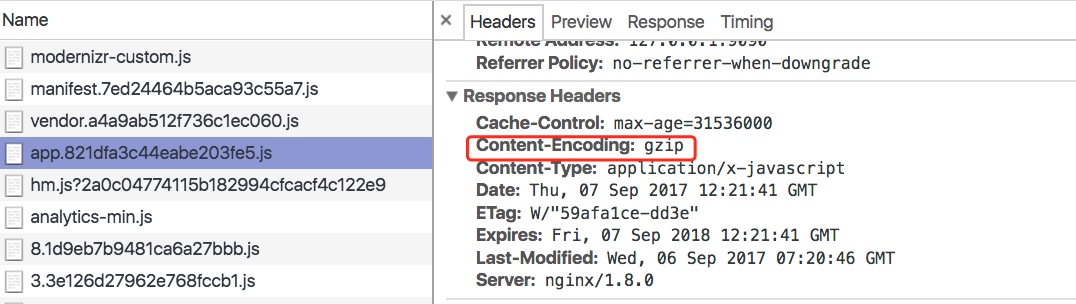 Name
modernizr-custom.js
manifest.7ed24464b5aca93c55a7.js
vendor.a4a9ab512f736c1ec060.js
app.821dfa3c44eabe203fe5.js
hm.js?2a0c04774115b182994cfcacf4c122e9
analytics-min.js
8.1d9eb7b9481ca6a27bbb.js
3.3e126d27962e768fccb1.js
× Headers Preview Response Timing
Remote Address: 127.0.0.1:9090
Referrer Policy: no-referrer-when-downgrade
▼ Response Headers
Cache-Control: max-age=31536000
Content-Encoding: gzip
Content-Type: application/x-javascript
Date: Thu, 07 Sep 2017 12:21:41 GMT
ETag: W/"59afa1ce-dd3e"
Expires: Fri, 07 Sep 2018 12:21:41 GMT
Last-Modified: Wed, 06 Sep 2017 07:20:46 GMT
Server: nginx/1.8.0